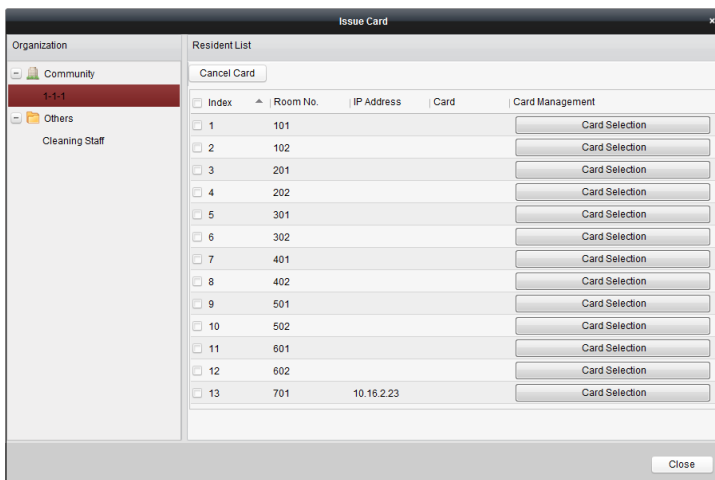 Issue Card
Organization
Resident List
Community
1-1-1
Others
Cleaning Staff
Cancel Card
Index Room No. IP Address Card Card Management
1 101 Card Selection
2 102 Card Selection
3 201 Card Selection
4 202 Card Selection
5 301 Card Selection
6 302 Card Selection
7 401 Card Selection
8 402 Card Selection
9 501 Card Selection
10 502 Card Selection
11 601 Card Selection
12 602 Card Selection
13 701 10.16.2.23 Card Selection
Close